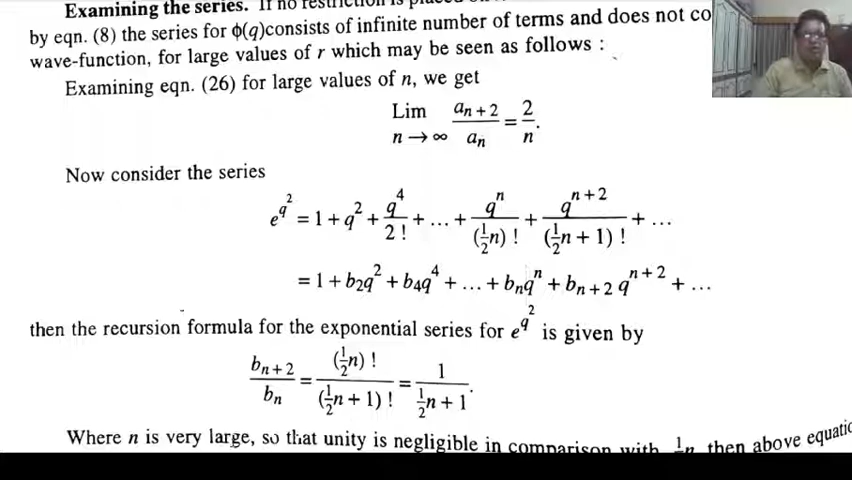 Examining the series. If no restriction is
by eqn. (8) the series for ϕ(q) consists of infinite number of terms and does not co
wave-function, for large values of r which may be seen as follows :
Examining eqn. (26) for large values of n, we get
Lim n → ∞ a_{n+2}/a_n = 2/n.
Now consider the series
e^{q^2} = 1 + q^2 + q^4/2! + ... + q^n/(½n)! + q^{n+2}/(½n + 1)! + ...
= 1 + b_2q^2 + b_4q^4 + ... + b_nq^n + b_{n+2} q^{n+2} + ...
then the recursion formula for the exponential series for e^{q^2} is given by
b_{n+2}/b_n = (½n)!/(½n + 1)! = 1/(½n + 1).
Where n is very large, so that unity is negligible in comparison with ½n, then above equatio